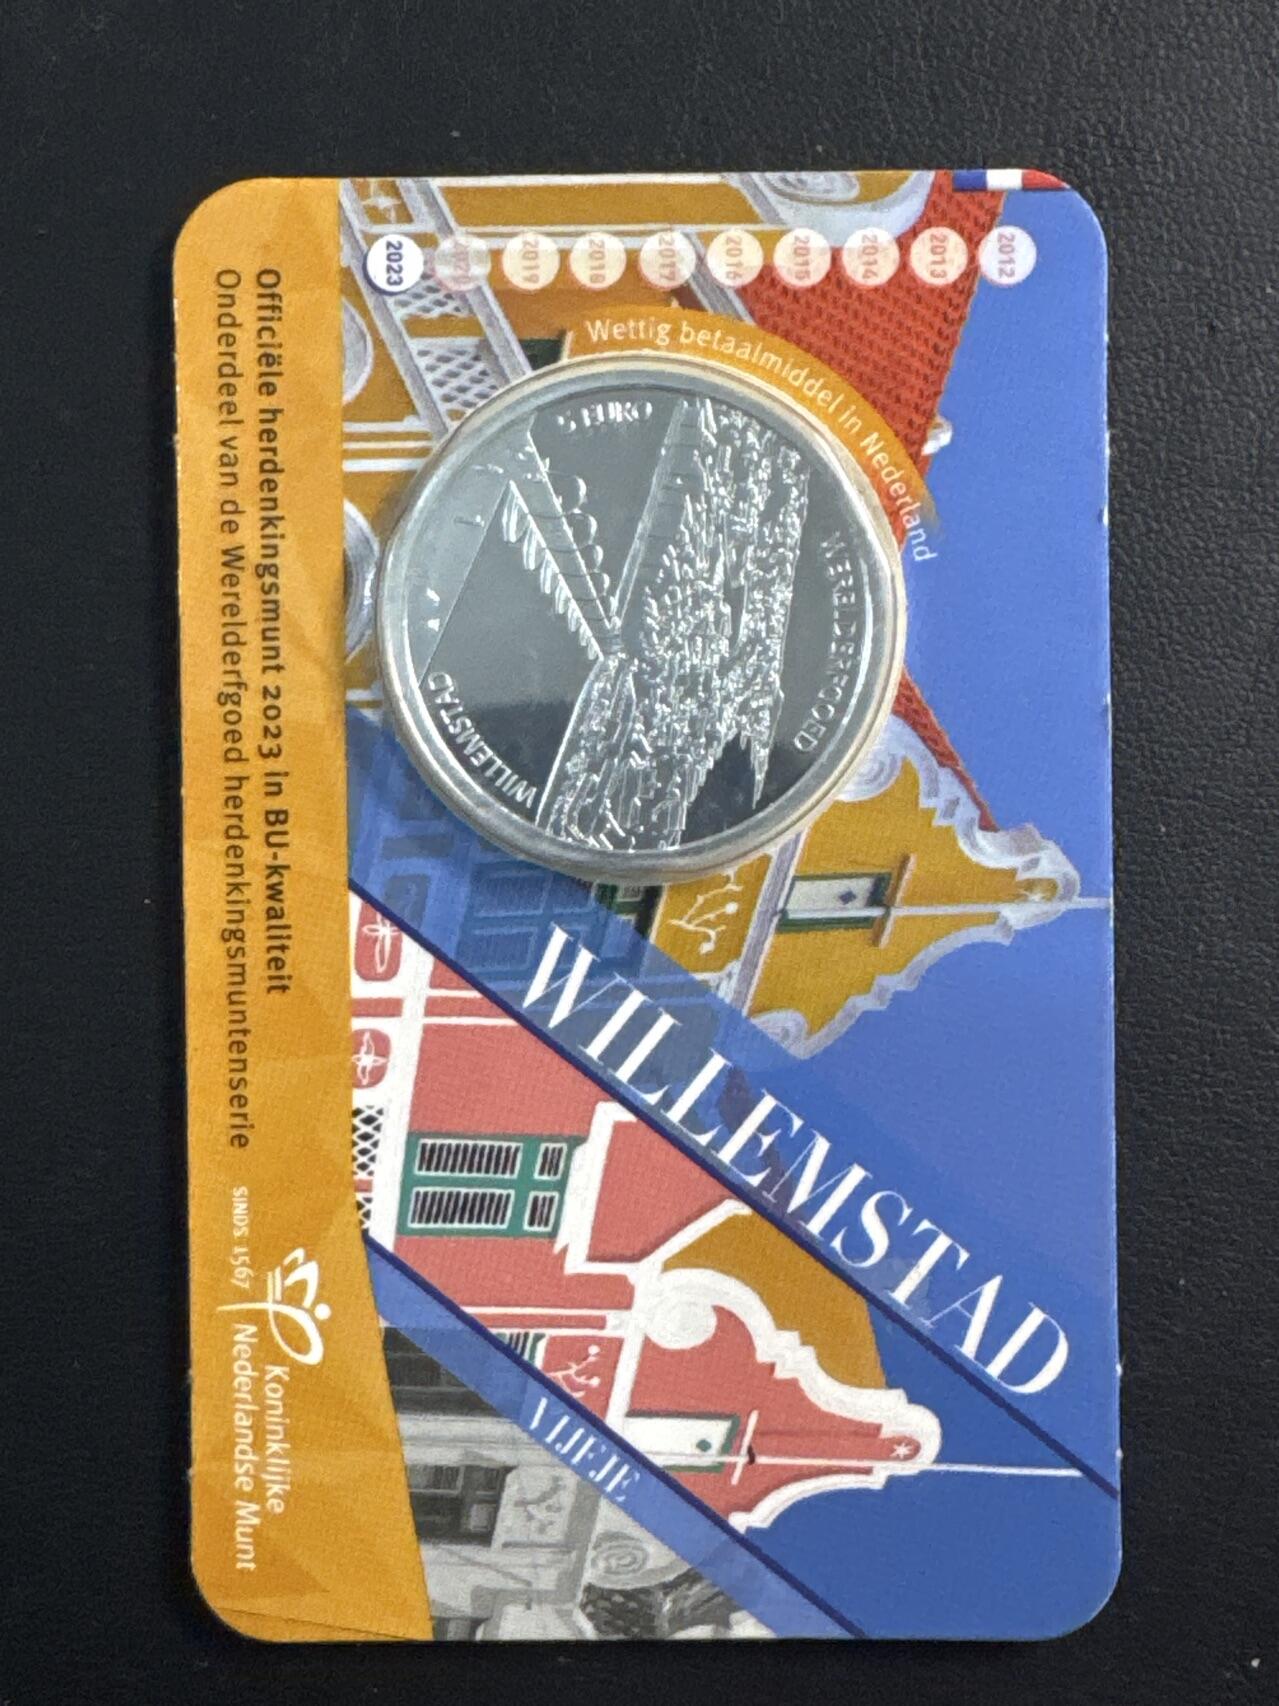 2012
2013
2014
2015
2016
2017
2018
2019
2023
Wettig betaalmiddel in Nederland
5 EURO
WERELDERFGOED
WILLEMSTAD
WILLEMSTAD
VIJFJE
Officiële herdenkingsmunt 2023 in BU-kwaliteit
Onderdeel van de Werelderfgoed herdenkingsmuntenserie
SINDS 1567
Koninklijke
Nederlandse Munt